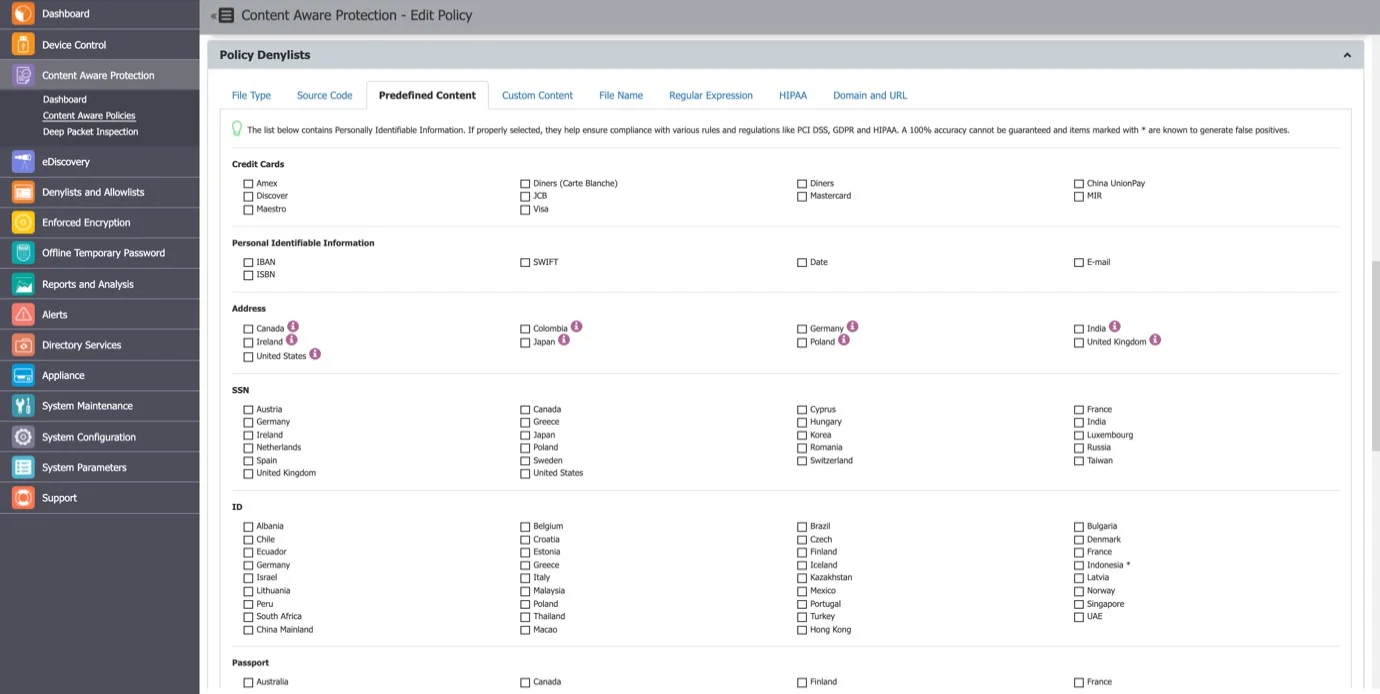 Dashboard
Device Control
Content Aware Protection
Dashboard
Content Aware Policies
Deep Packet Inspection
eDiscovery
Denylists and Allowlists
Enforced Encryption
Offline Temporary Password
Reports and Analysis
Alerts
Directory Services
Appliance
System Maintenance
System Configuration
System Parameters
Support
Content Aware Protection - Edit Policy
Policy Denylists
File Type Source Code Predefined Content Custom Content File Name Regular Expression HIPAA Domain and URL
The list below contains Personally Identifiable Information. If properly selected, they help ensure compliance with various rules and regulations like PCI DSS, GDPR and HIPAA. A 100% accuracy cannot be guaranteed and items marked with * are known to generate false positives.
Credit Cards
Amex Diners (Carte Blanche) Diners China UnionPay
Discover JCB Mastercard MIR
Maestro Visa
Personal Identifiable Information
IBAN SWIFT Date E-mail
ISBN
Address
Canada Colombia Germany India
Ireland Japan Poland United Kingdom
United States
SSN
Austria Canada Cyprus France
Germany Greece Hungary India
Ireland Japan Korea Luxembourg
Netherlands Poland Romania Russia
Spain Sweden Switzerland Taiwan
United Kingdom United States
ID
Albania Belgium Brazil Bulgaria
Chile Croatia Czech Denmark
Ecuador Estonia Finland France
Germany Greece Iceland Indonesia *
Israel Italy Kazakhstan Latvia
Lithuania Malaysia Mexico Norway
Peru Poland Portugal Singapore
South Africa Thailand Turkey UAE
China Mainland Macao Hong Kong
Passport
Australia Canada Finland France